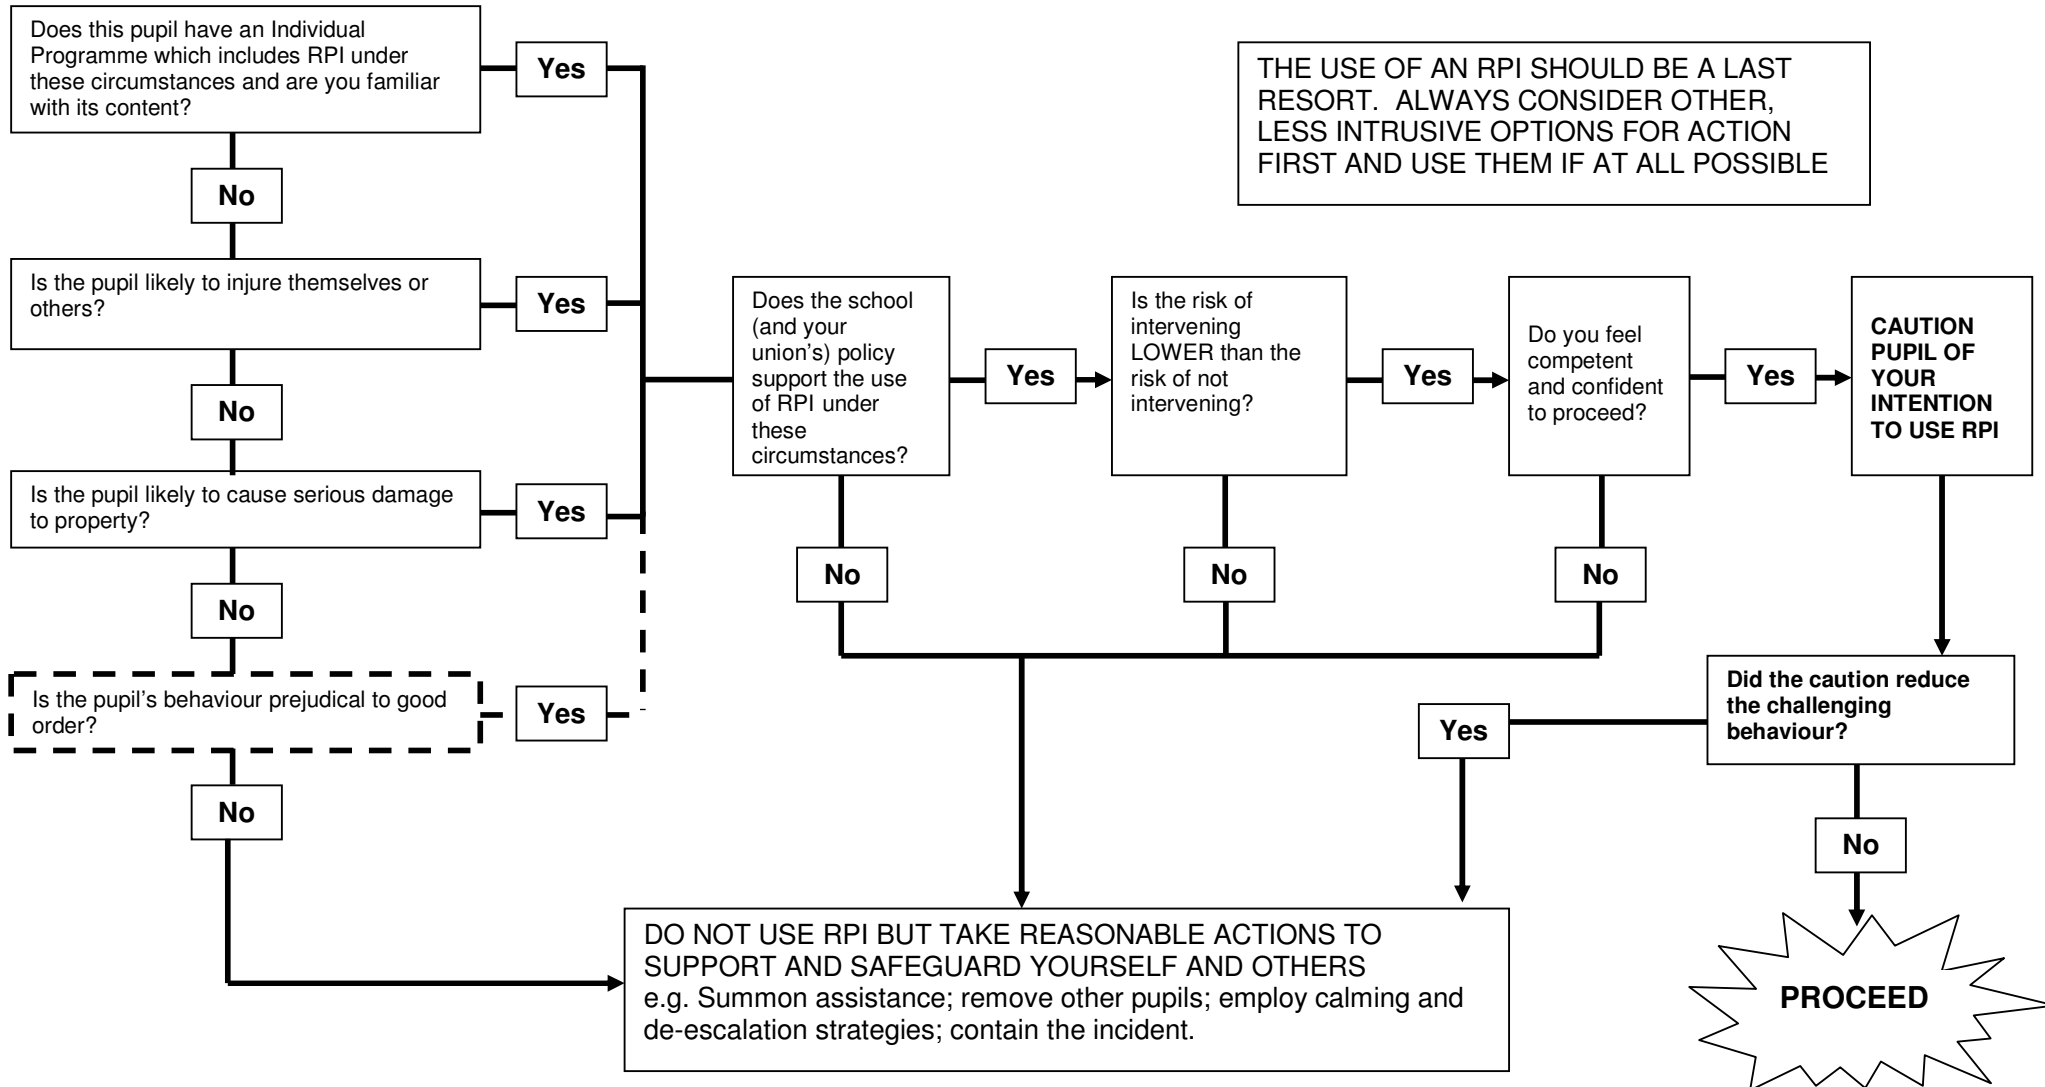 Does this pupil have an Individual
Programme which includes RPI under
these circumstances and are you familiar
with its content?
Yes
No
Is the pupil likely to injure themselves or
others?
Yes
No
Is the pupil likely to cause serious damage
to property?
Yes
No
Is the pupil's behaviour prejudical to good
order?
Yes
No
THE USE OF AN RPI SHOULD BE A LAST
RESORT. ALWAYS CONSIDER OTHER,
LESS INTRUSIVE OPTIONS FOR ACTION
FIRST AND USE THEM IF AT ALL POSSIBLE
Does the school
(and your
union's) policy
support the use
of RPI under
these
circumstances?
Yes
No
Is the risk of
intervening
LOWER than the
risk of not
intervening?
Yes
No
Do you feel
competent
and confident
to proceed?
Yes
No
CAUTION
PUPIL OF
YOUR
INTENTION
TO USE RPI
Did the caution reduce
the challenging
behaviour?
Yes
No
DO NOT USE RPI BUT TAKE REASONABLE ACTIONS TO
SUPPORT AND SAFEGUARD YOURSELF AND OTHERS
e.g. Summon assistance; remove other pupils; employ calming and
de-escalation strategies; contain the incident.
PROCEED